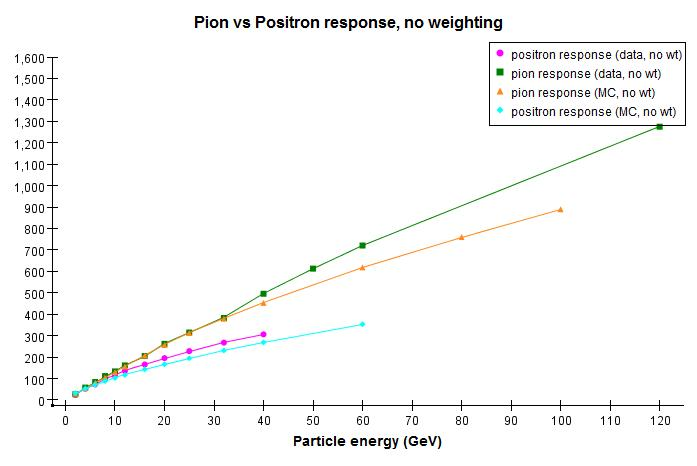 Pion vs Positron response, no weighting
positron response (data, no wt)
pion response (data, no wt)
pion response (MC, no wt)
positron response (MC, no wt)
1,600
1,500
1,400
1,300
1,200
1,100
1,000
900
800
700
600
500
400
300
200
100
0
0 10 20 30 40 50 60 70 80 90 100 110 120
Particle energy (GeV)